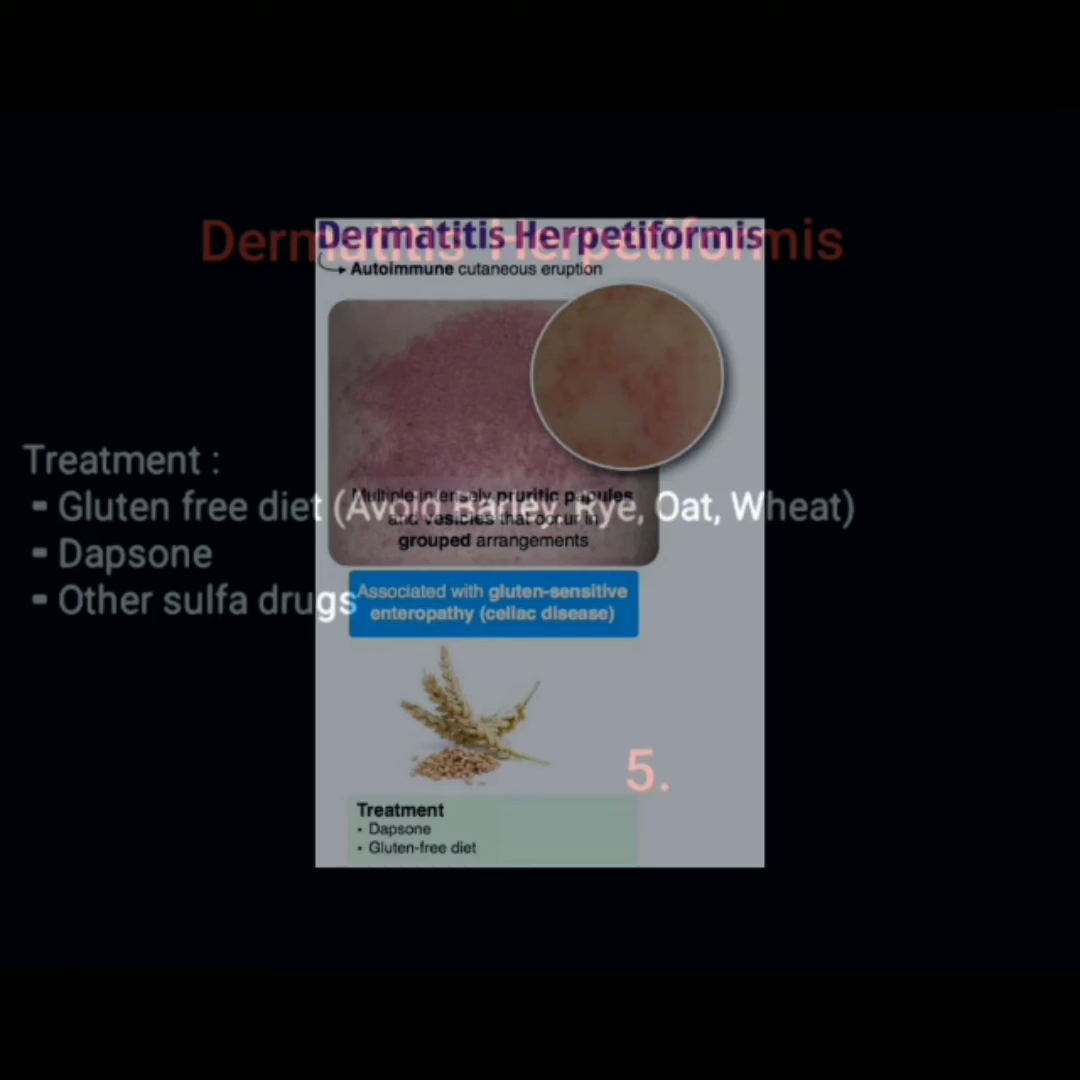 Dermatitis Herpetiformis
Dermatitis Herpetiformis
Autoimmune cutaneous eruption
Treatment :
- Gluten free diet (Avoid Barley, Rye, Oat, Wheat)
- Dapsone
- Other sulfa drugs
Multiple intensely pruritic papules
and vesicles that occur in
grouped arrangements
Associated with gluten-sensitive
enteropathy (celiac disease)
5.
Treatment
• Dapsone
• Gluten-free diet